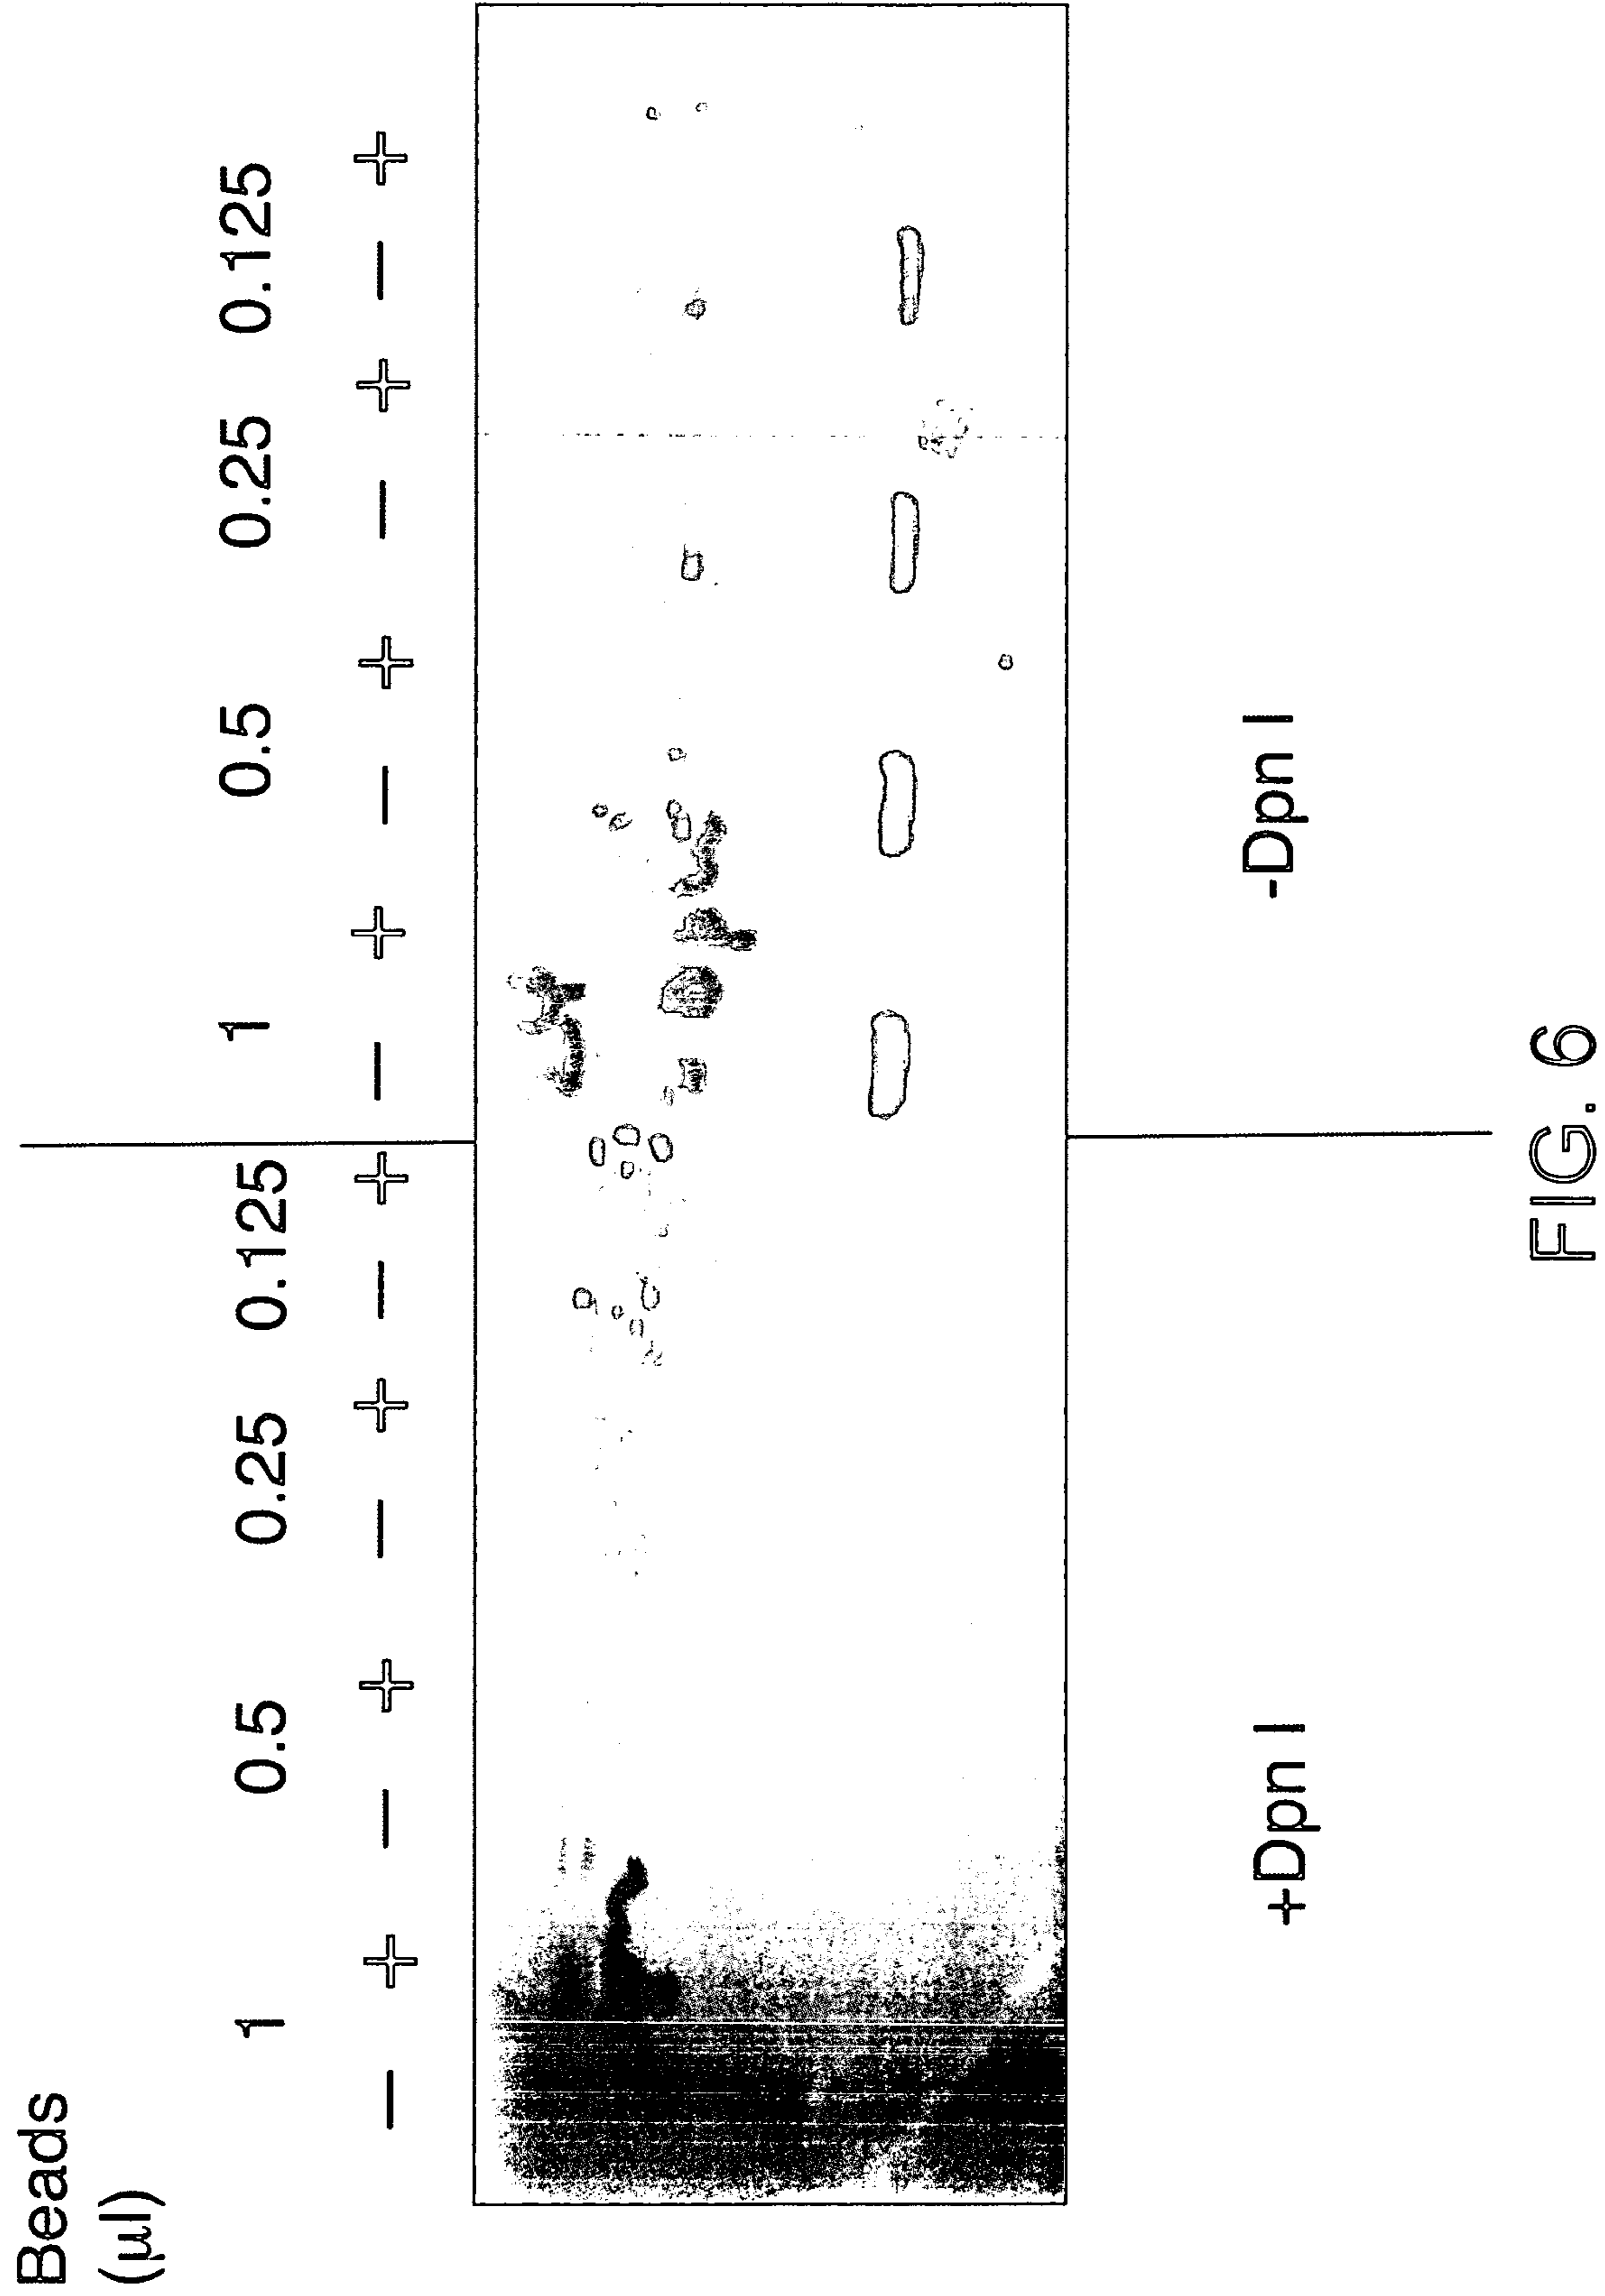 Beads
(μl)
1 0.5 0.25 0.125 1 0.5 0.25 0.125
− + − + − + − + − + − + − + − +
+Dpn I -Dpn I
FIG. 6